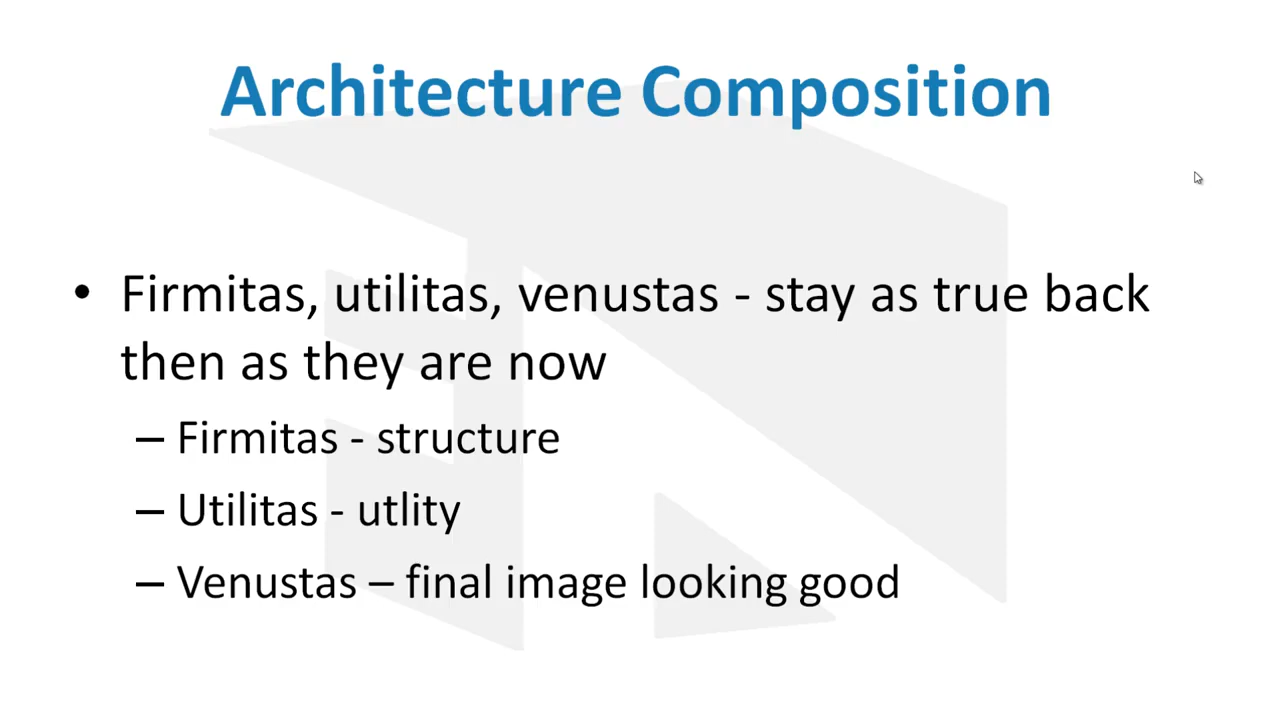 Architecture Composition
• Firmitas, utilitas, venustas - stay as true back
then as they are now
– Firmitas - structure
– Utilitas - utlity
– Venustas – final image looking good